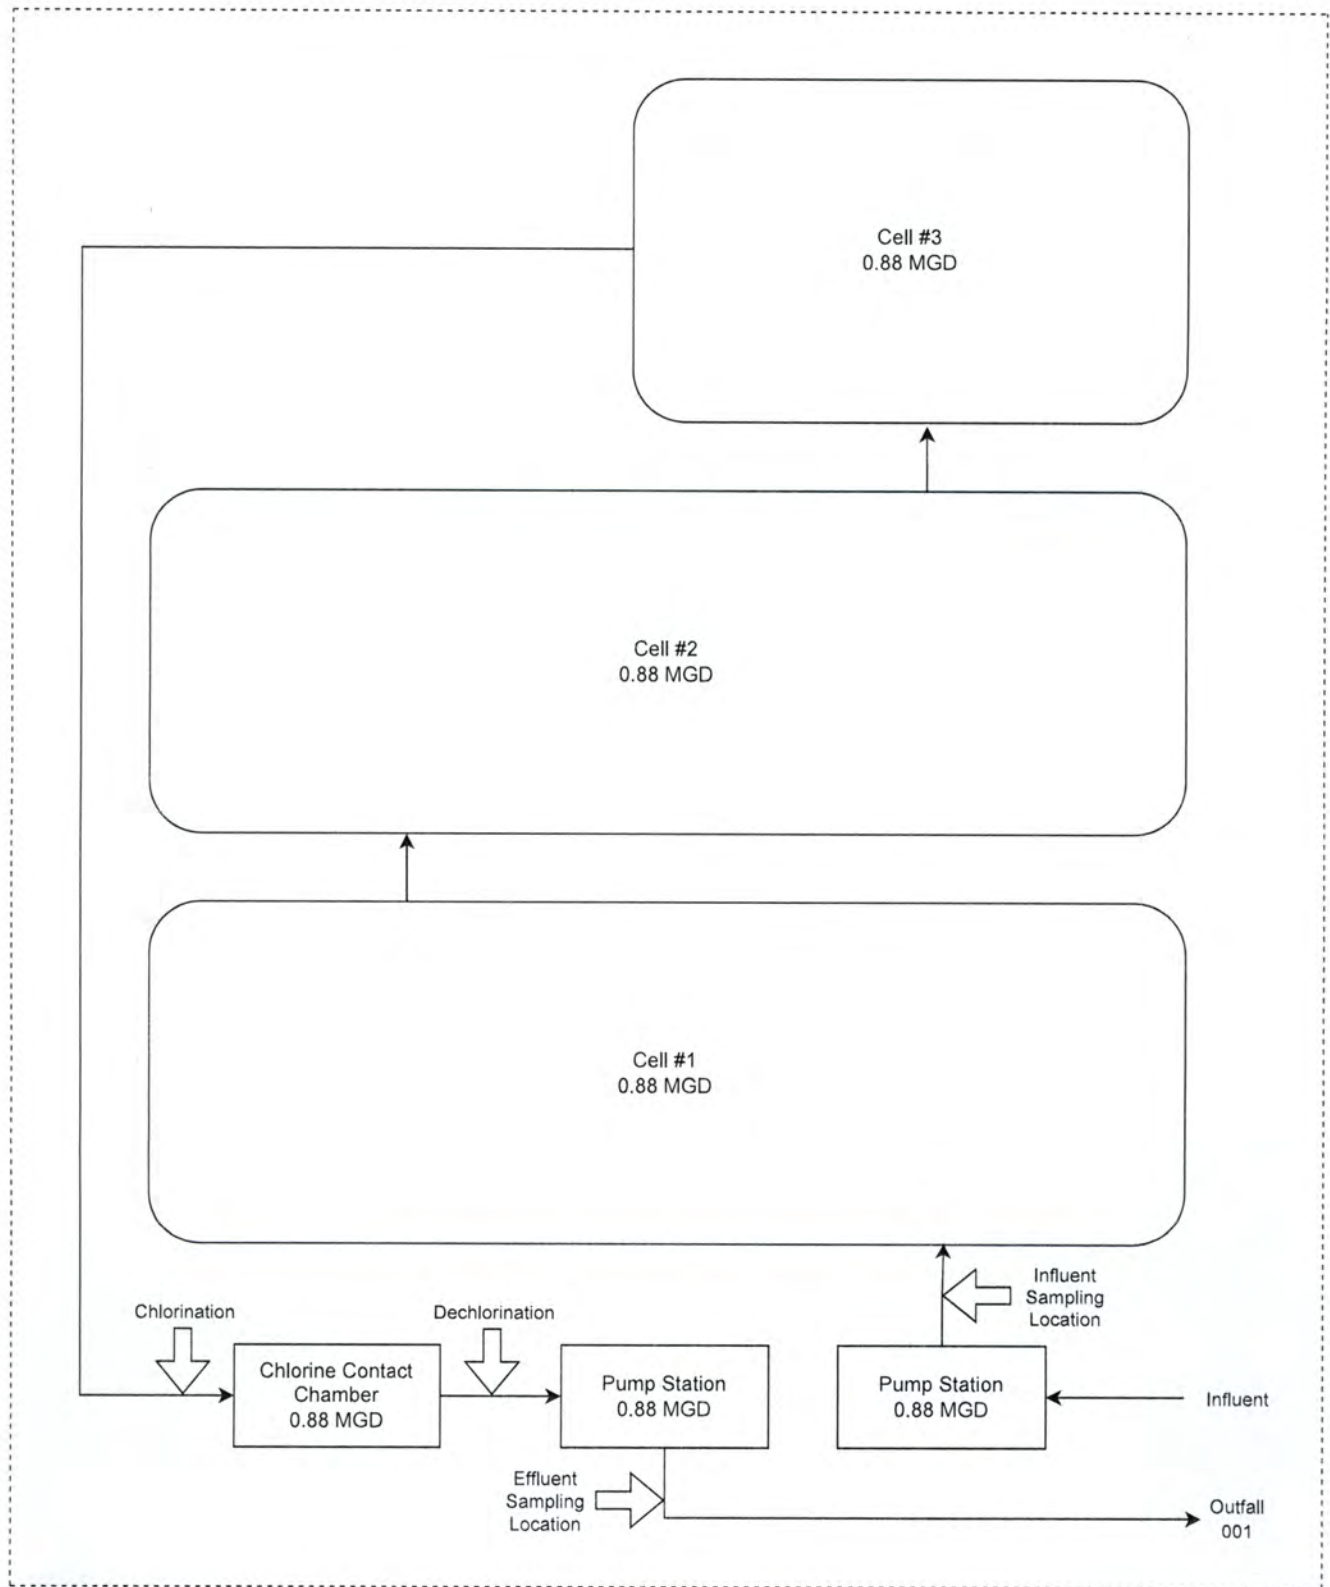 Cell #3
0.88 MGD
Cell #2
0.88 MGD
Cell #1
0.88 MGD
Influent
Sampling
Location
Chlorination
Dechlorination
Chlorine Contact
Chamber
0.88 MGD
Pump Station
0.88 MGD
Pump Station
0.88 MGD
Influent
Effluent
Sampling
Location
Outfall
001